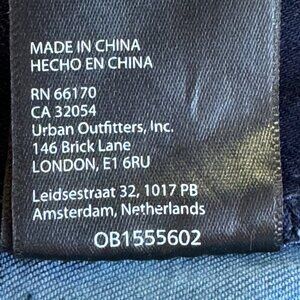 MADE IN CHINA
HECHO EN CHINA
RN 66170
CA 32054
Urban Outfitters, Inc.
146 Brick Lane
LONDON, E1 6RU
Leidsestraat 32, 1017 PB
Amsterdam, Netherlands
OB1555602